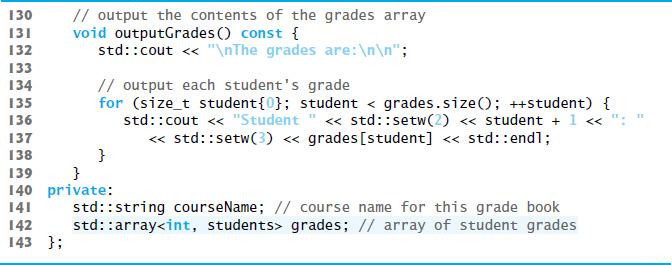 130 // output the contents of the grades array
131 void outputGrades() const {
132 std::cout << "\nThe grades are:\n\n";
133
134 // output each student's grade
135 for (size_t student{0}; student < grades.size(); ++student) {
136 std::cout << "Student " << std::setw(2) << student + 1 << ": "
137 << std::setw(3) << grades[student] << std::endl;
138 }
139 }
140 private:
141 std::string courseName; // course name for this grade book
142 std::array<int, students> grades; // array of student grades
143 };